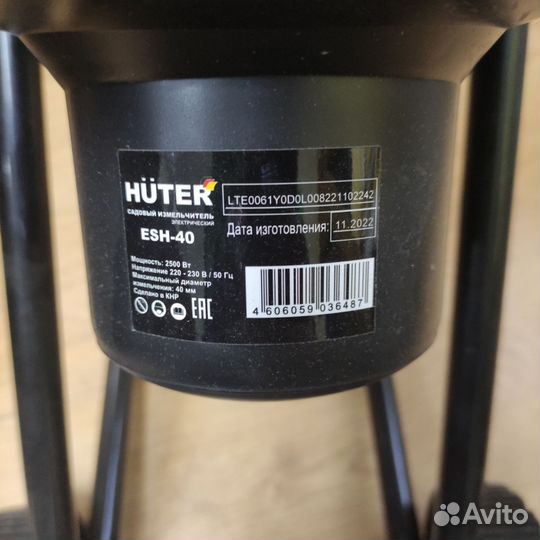 HÜTER
САДОВЫЙ ИЗМЕЛЬЧИТЕЛЬ
ЭЛЕКТРИЧЕСКИЙ
ESH-40
Мощность: 2500 Вт
Напряжение 220 - 230 В / 50 Гц
Максимальный диаметр
измельчения: 40 мм
Сделано в КНР
EAC
LTE0061Y0D0L008221102242
Дата изготовления: 11.2022
4 606059 036487
Avito